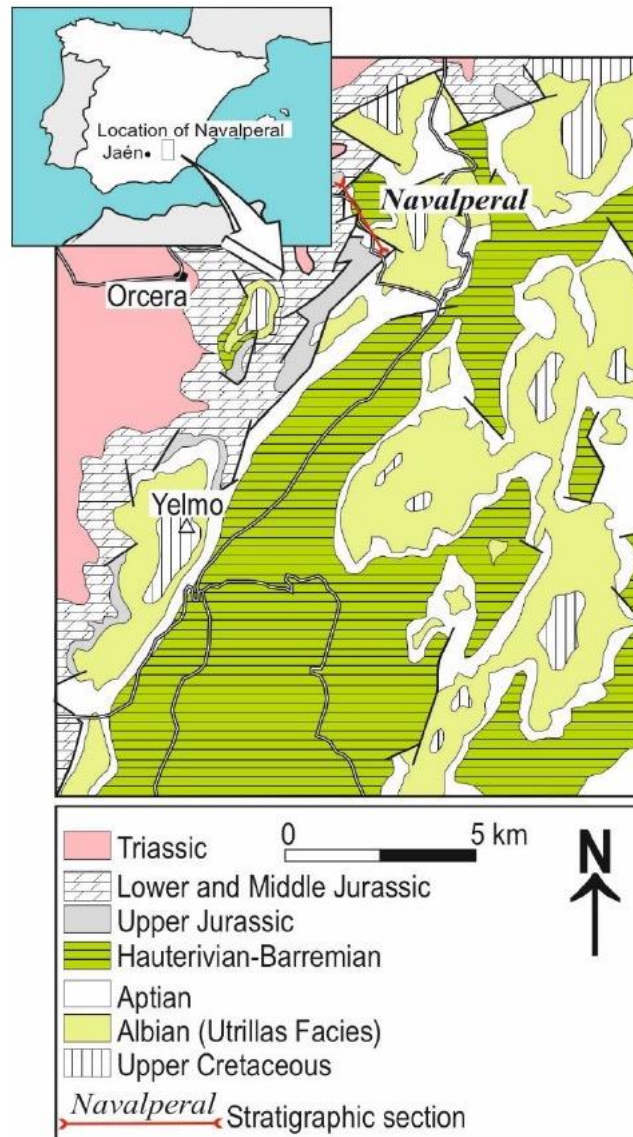 Location of Navalperal
Jaén
Navalperal
Orcera
Yelmo
Triassic
0 5 km
Lower and Middle Jurassic
Upper Jurassic
N
Hauterivian-Barremian
Aptian
Albian (Utrillas Facies)
Upper Cretaceous
Navalperal Stratigraphic section